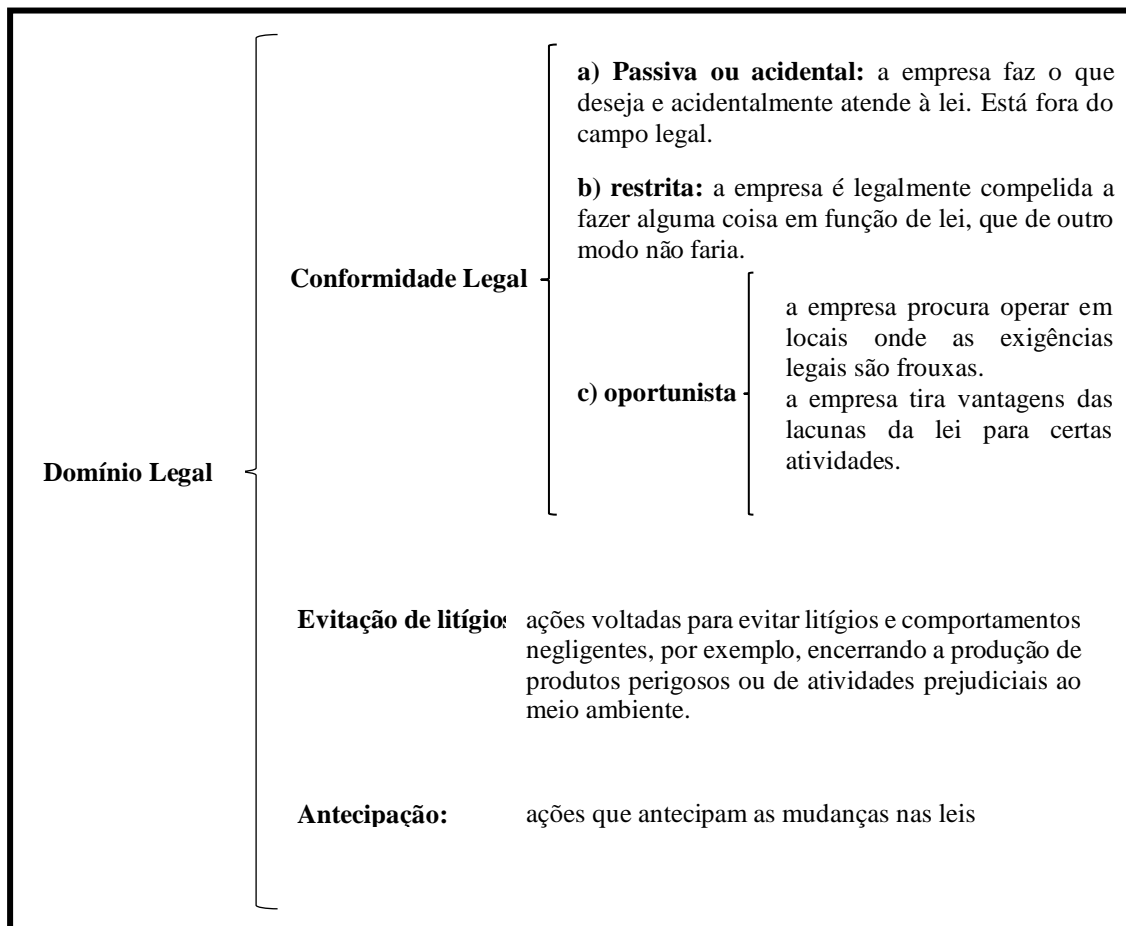 a) Passiva ou acidental: a empresa faz o que
deseja e acidentalmente atende à lei. Está fora do
campo legal.
b) restrita: a empresa é legalmente compelida a
fazer alguma coisa em função de lei, que de outro
modo não faria.
Conformidade Legal
c) oportunista
a empresa procura operar em
locais onde as exigências
legais são frouxas.
a empresa tira vantagens das
lacunas da lei para certas
atividades.
Domínio Legal
Evitação de litígios
ações voltadas para evitar litígios e comportamentos
negligentes, por exemplo, encerrando a produção de
produtos perigosos ou de atividades prejudiciais ao
meio ambiente.
Antecipação:
ações que antecipam as mudanças nas leis